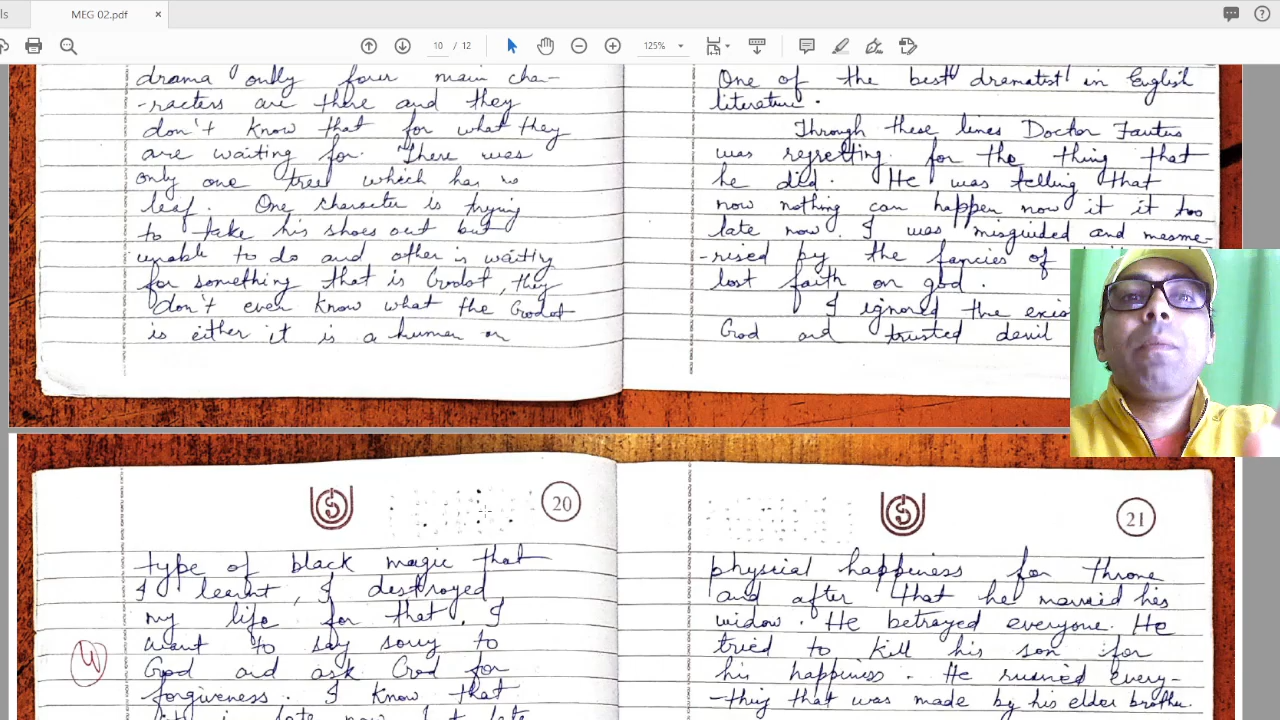 ls
MEG 02.pdf
×
?
10 / 12
125%
drama only four main cha-
-racters are there and they
don't know that for what they
are waiting for. There was
only one tree which has no
leaf. One character is trying
to take his shoes out but
unable to do and other is waitly
for something that is Godot, they
don't ever know what the Godot
is either it is a human or
One of the best dramatist in English
literature.
Through these lines Doctor Fautus
was regretting for the thing that
he did. He was telling that
now nothing can happen now it it too
late now. I was misguided and mesme-
-rised by the fancies of
lost faith on god.
I ignored the exis
God and trusted devil
20
type of black magic that
I learnt, I destroyed
my life for that. I
want to say sorry to
God and ask God for
forgiveness. I know that
late now
21
physcial happiness for throne
and after that he married his
widow. He betrayed everyone. He
tried to kill his son for
his happiness. He ruined every-
-thing that was made by his elder brother.